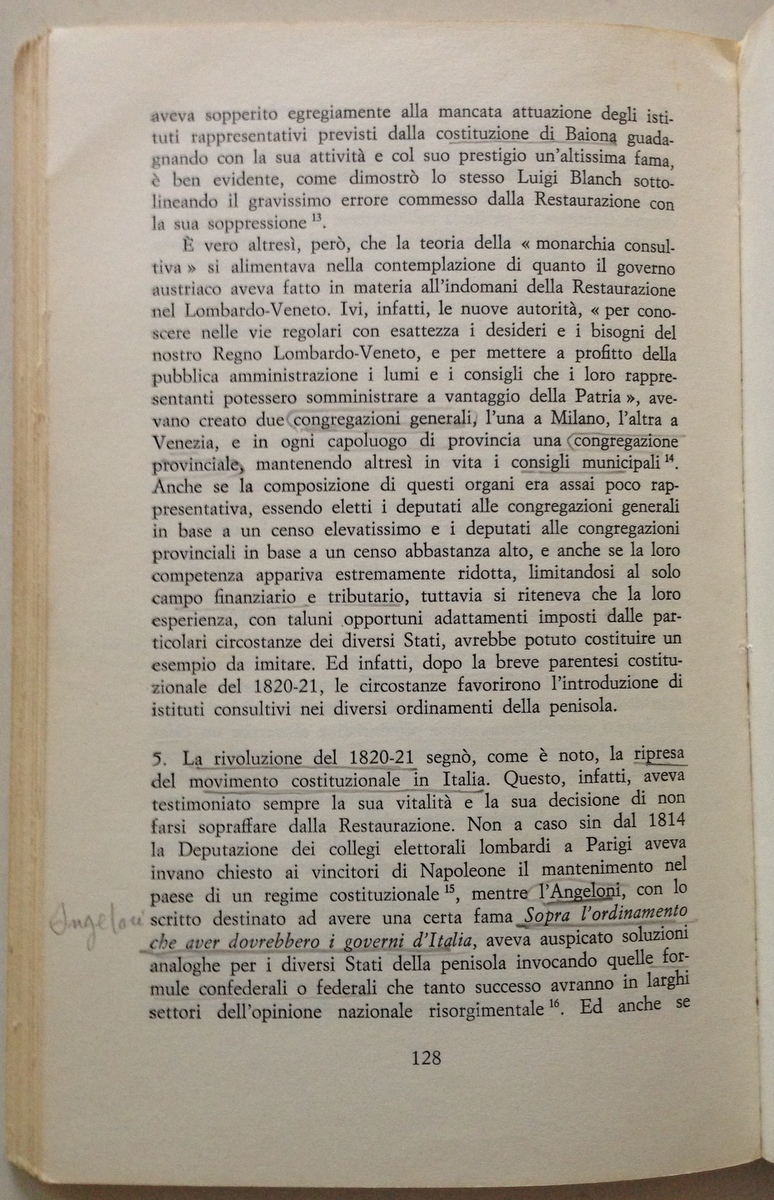 aveva sopperito egregiamente alla mancata attuazione degli isti-
tuti rappresentativi previsti dalla costituzione di Baiona guada-
gnando con la sua attività e col suo prestigio un'altissima fama,
è ben evidente, come dimostrò lo stesso Luigi Blanch sotto-
lineando il gravissimo errore commesso dalla Restaurazione con
la sua soppressione 13.
È vero altresì, però, che la teoria della « monarchia consul-
tiva » si alimentava nella contemplazione di quanto il governo
austriaco aveva fatto in materia all'indomani della Restaurazione
nel Lombardo-Veneto. Ivi, infatti, le nuove autorità, « per cono-
scere nelle vie regolari con esattezza i desideri e i bisogni del
nostro Regno Lombardo-Veneto, e per mettere a profitto della
pubblica amministrazione i lumi e i consigli che i loro rappre-
sentanti potessero somministrare a vantaggio della Patria », ave-
vano creato due congregazioni generali, l'una a Milano, l'altra a
Venezia, e in ogni capoluogo di provincia una congregazione
provinciale, mantenendo altresì in vita i consigli municipali 14.
Anche se la composizione di questi organi era assai poco rap-
presentativa, essendo eletti i deputati alle congregazioni generali
in base a un censo elevatissimo e i deputati alle congregazioni
provinciali in base a un censo abbastanza alto, e anche se la loro
competenza appariva estremamente ridotta, limitandosi al solo
campo finanziario e tributario, tuttavia si riteneva che la loro
esperienza, con taluni opportuni adattamenti imposti dalle par-
ticolari circostanze dei diversi Stati, avrebbe potuto costituire un
esempio da imitare. Ed infatti, dopo la breve parentesi costitu-
zionale del 1820-21, le circostanze favorirono l'introduzione di
istituti consultivi nei diversi ordinamenti della penisola.
5. La rivoluzione del 1820-21 segnò, come è noto, la ripresa
del movimento costituzionale in Italia. Questo, infatti, aveva
testimoniato sempre la sua vitalità e la sua decisione di non
farsi sopraffare dalla Restaurazione. Non a caso sin dal 1814
la Deputazione dei collegi elettorali lombardi a Parigi aveva
invano chiesto ai vincitori di Napoleone il mantenimento nel
paese di un regime costituzionale 15, mentre l'Angeloni, con lo
Angeloni
scritto destinato ad avere una certa fama Sopra l'ordinamento
che aver dovrebbero i governi d'Italia, aveva auspicato soluzioni
analoghe per i diversi Stati della penisola invocando quelle for-
mule confederali o federali che tanto successo avranno in larghi
settori dell'opinione nazionale risorgimentale 16. Ed anche se
128